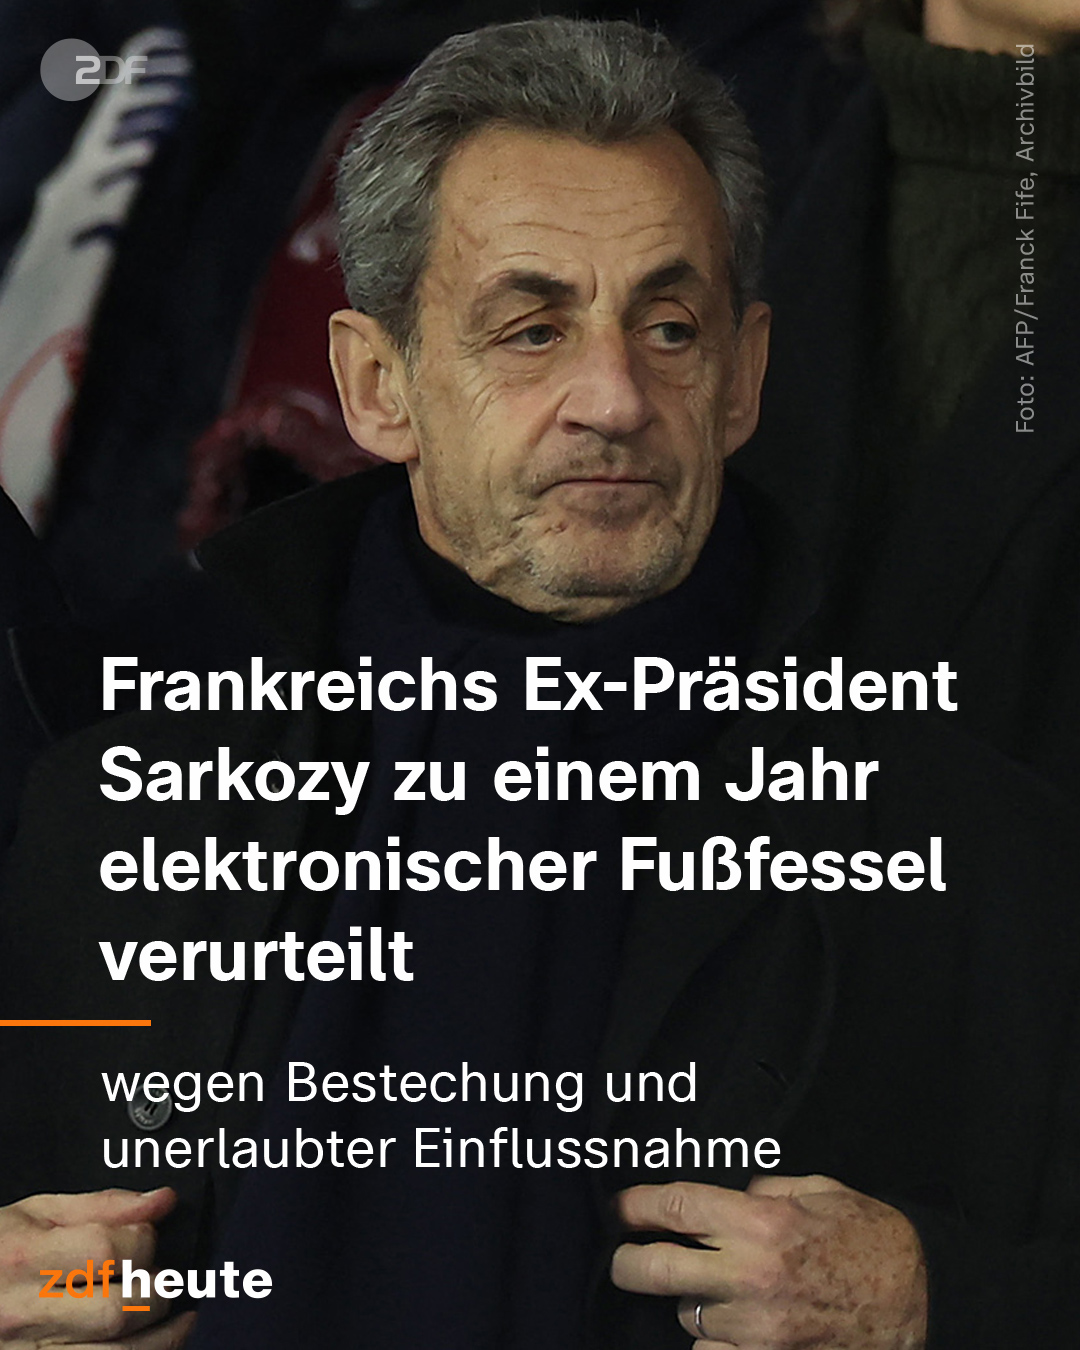 ZDF
Foto: AFP/Franck Fife, Archivbild
Frankreichs Ex-Präsident
Sarkozy zu einem Jahr
elektronischer Fußfessel
verurteilt
wegen Bestechung und
unerlaubter Einflussnahme
zdfheute